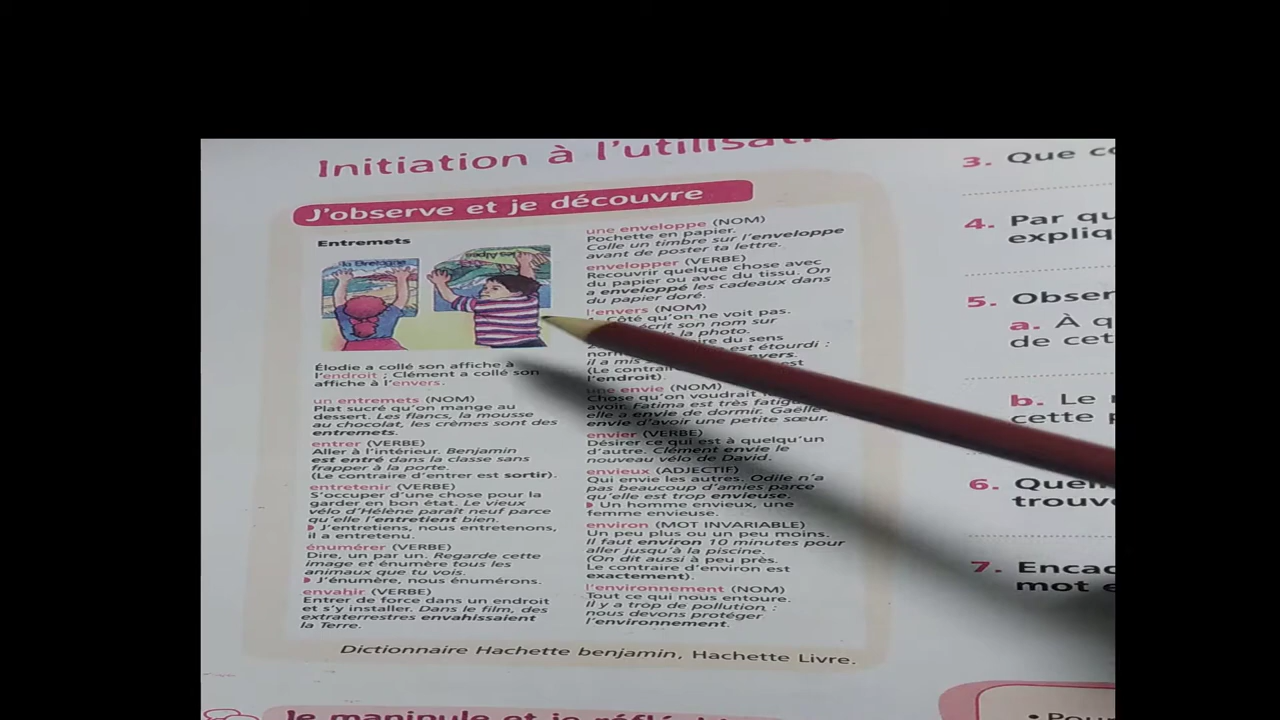 Initiation à l'utilisatio
J'observe et je découvre
Entremets
la Bretagne
les Alpes
Élodie a collé son affiche à
l'endroit ; Clément a collé son
affiche à l'envers.
un entremets (NOM)
Plat sucré qu'on mange au
dessert. Les flancs, la mousse
au chocolat, les crèmes sont des
entremets.
entrer (VERBE)
Aller à l'intérieur. Benjamin
est entré dans la classe sans
frapper à la porte.
(Le contraire d'entrer est sortir).
entretenir (VERBE)
S'occuper d'une chose pour la
garder en bon état. Le vieux
vélo d'Hélène paraît neuf parce
qu'elle l'entretient bien.
J'entretiens, nous entretenons,
il a entretenu.
énumérer (VERBE)
Dire, un par un. Regarde cette
image et énumère tous les
animaux que tu vois.
J'énumère, nous énumérons.
envahir (VERBE)
Entrer de force dans un endroit
et s'y installer. Dans le film, des
extraterrestres envahissaient
la Terre.
une enveloppe (NOM)
Pochette en papier.
Colle un timbre sur l'enveloppe
avant de poster ta lettre.
envelopper (VERBE)
Recouvrir quelque chose avec
du papier ou avec du tissu. On
a enveloppé les cadeaux dans
du papier doré.
l'envers (NOM)
Côté qu'on ne voit pas.
écrit son nom sur
de la photo.
ire du sens
est étourdi :
il a mis
(Le contrai est
l'endroit).
une envie (NOM)
Chose qu'on voudrait
avoir. Fatima est très fatig
elle a envie de dormir. Gaëlle
envie d'avoir une petite sœur.
envier (VERBE)
Désirer ce qui est à quelqu'un
d'autre. Clément envie le
nouveau vélo de David.
envieux (ADJECTIF)
Qui envie les autres. Odile n'a
pas beaucoup d'amies parce
qu'elle est trop envieuse.
Un homme envieux, une
femme envieuse.
environ (MOT INVARIABLE)
Un peu plus ou un peu moins.
Il faut environ 10 minutes pour
aller jusqu'à la piscine.
(On dit aussi à peu près.
Le contraire d'environ est
exactement).
l'environnement (NOM)
Tout ce qui nous entoure.
Il y a trop de pollution :
nous devons protéger
l'environnement.
Dictionnaire Hachette benjamin, Hachette Livre.
3. Que co
4. Par qu
expliq
5. Obser
a. À q
de cet
b. Le
cette p
6. Quel
trouv
7. Encad
mot e
Je manipule et je réfléchi
• Pour